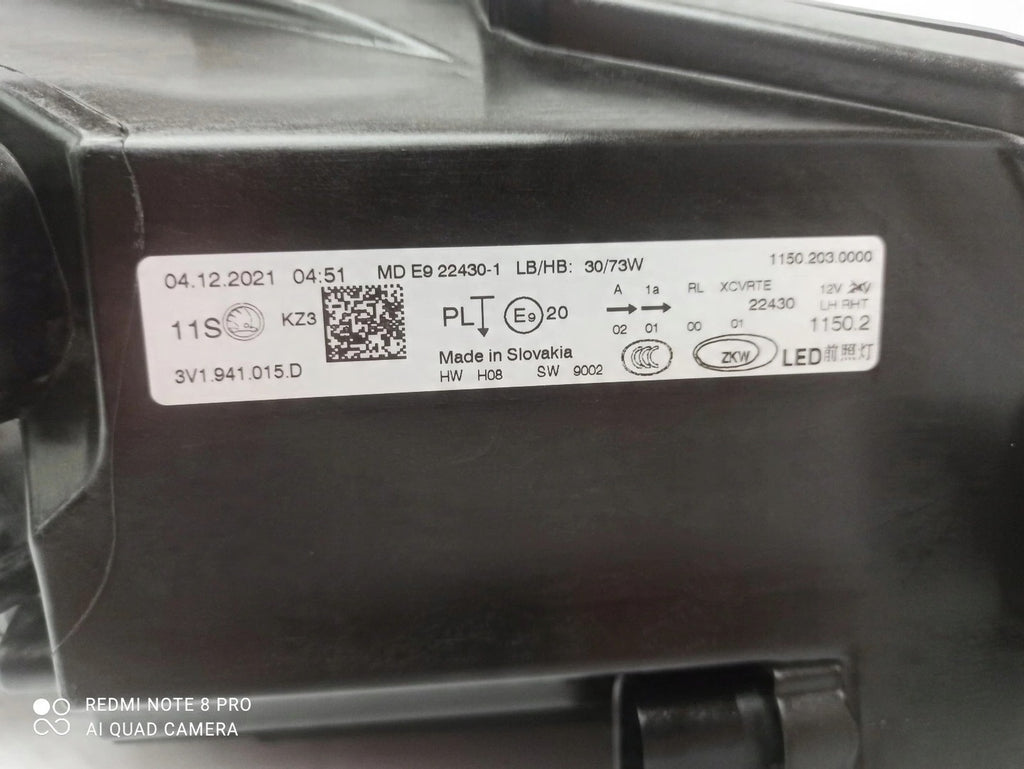 04.12.2021 04:51 MD E9 22430-1 LB/HB: 30/73W 1150.203.0000
11S KZ3
3V1.941.015.D
PL E9 20
Made in Slovakia
HW H08 SW 9002
A 1a RL XCVRTE 12V 24V
22430 LH RHT
02 01 00 01 1150.2
CCC ZKW LED前照灯
REDMI NOTE 8 PRO
AI QUAD CAMERA